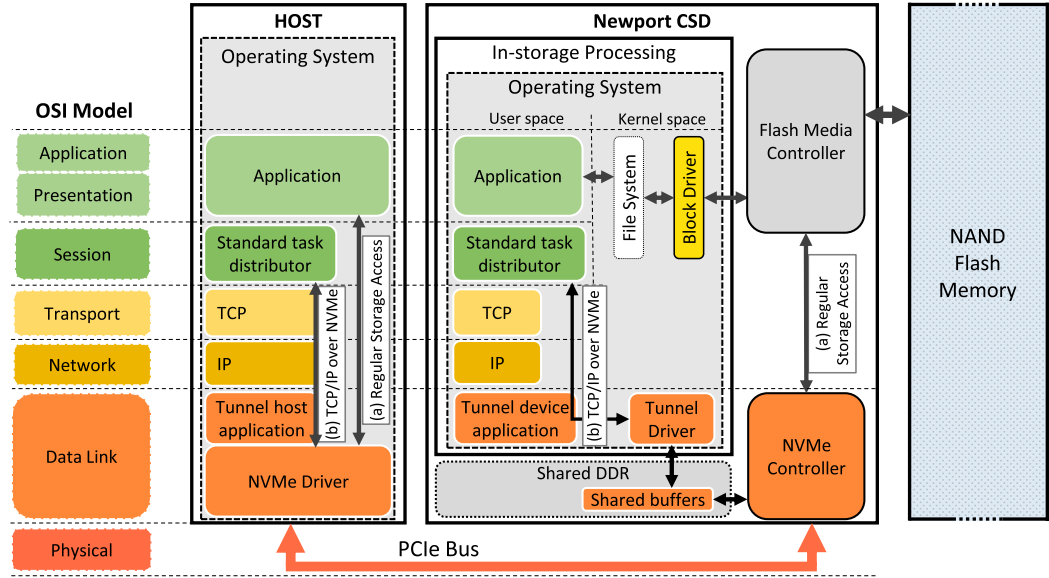 HOST
Newport CSD
Operating System
In-storage Processing
Operating System
OSI Model
User space
Kernel space
Application
Presentation
Session
Transport
Network
Data Link
Physical
Application
Standard task
distributor
TCP
IP
Tunnel host
application
NVMe Driver
(b) TCP/IP over NVMe
(a) Regular Storage Access
Application
File System
Block Driver
Standard task
distributor
TCP
IP
Tunnel device
application
(b) TCP/IP over NVMe
Tunnel
Driver
Shared DDR
Shared buffers
Flash Media
Controller
(a) Regular
Storage Access
NVMe
Controller
NAND
Flash
Memory
PCIe Bus